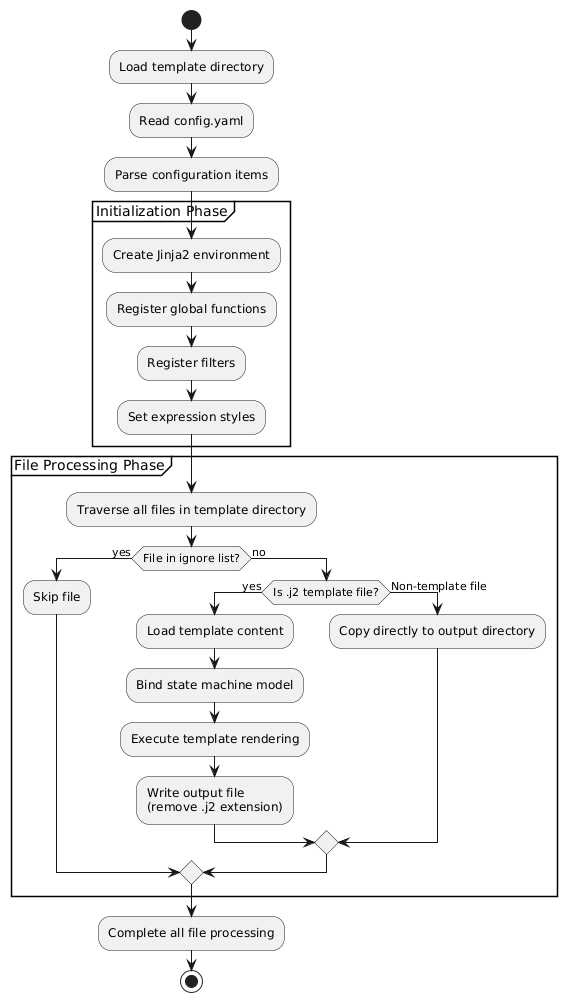 Load template directory
Read config.yaml
Parse configuration items
Initialization Phase
Create Jinja2 environment
Register global functions
Register filters
Set expression styles
File Processing Phase
Traverse all files in template directory
yes
File in ignore list?
no
Skip file
yes
Is .j2 template file?
Non-template file
Load template content
Copy directly to output directory
Bind state machine model
Execute template rendering
Write output file
(remove .j2 extension)
Complete all file processing